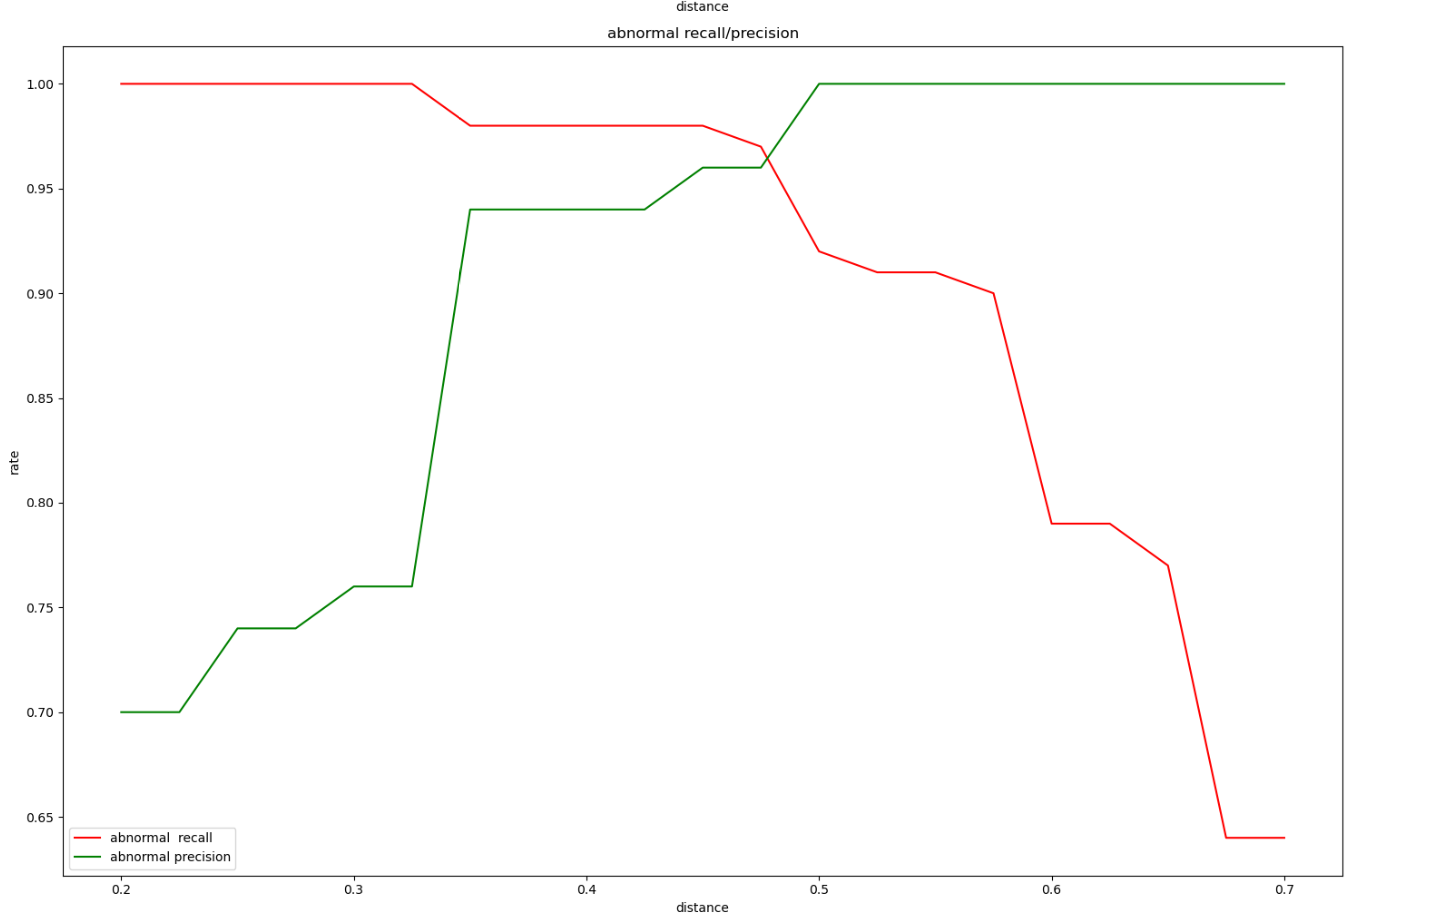 distance
abnormal recall/precision
1.00
0.95
0.90
0.85
0.80
0.75
0.70
0.65
rate
abnormal  recall
abnormal precision
0.2 0.3 0.4 0.5 0.6 0.7
distance